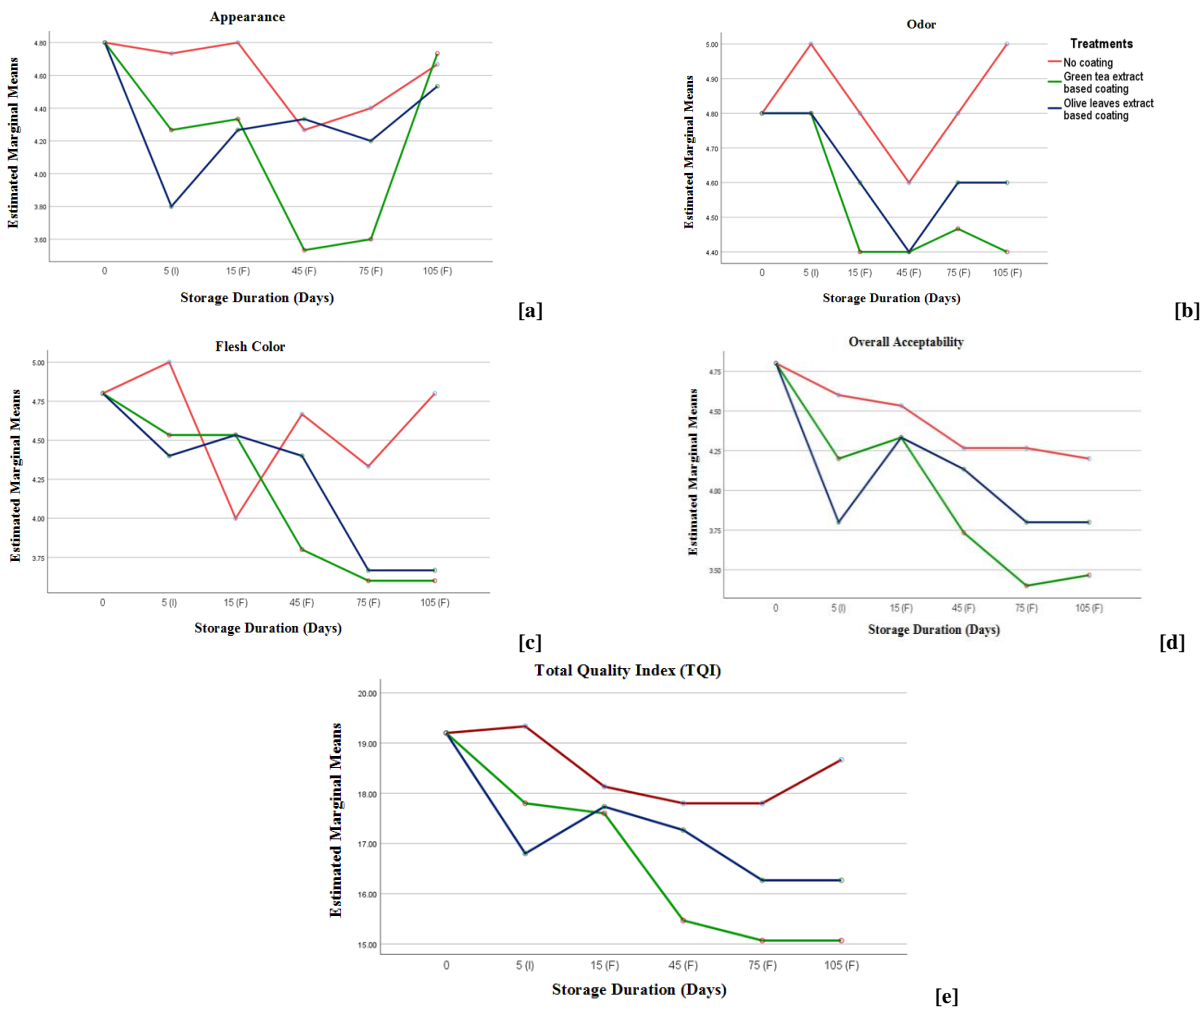 Appearance
Estimated Marginal Means
4.80
4.60
4.40
4.20
4.00
3.80
3.60
0 5 (I) 15 (F) 45 (F) 75 (F) 105 (F)
Storage Duration (Days)
[a]
Odor
Estimated Marginal Means
5.00
4.90
4.80
4.70
4.60
4.50
4.40
0 5 (I) 15 (F) 45 (F) 75 (F) 105 (F)
Storage Duration (Days)
Treatments
No coating
Green tea extract
based coating
Olive leaves extract
based coating
[b]
Flesh Color
Estimated Marginal Means
5.00
4.75
4.50
4.25
4.00
3.75
0 5 (I) 15 (F) 45 (F) 75 (F) 105 (F)
Storage Duration (Days)
[c]
Overall Acceptability
Estimated Marginal Means
4.75
4.50
4.25
4.00
3.75
3.50
0 5 (I) 15 (F) 45 (F) 75 (F) 105 (F)
Storage Duration (Days)
[d]
Total Quality Index (TQI)
Estimated Marginal Means
20.00
19.00
18.00
17.00
16.00
15.00
0 5 (I) 15 (F) 45 (F) 75 (F) 105 (F)
Storage Duration (Days)
[e]